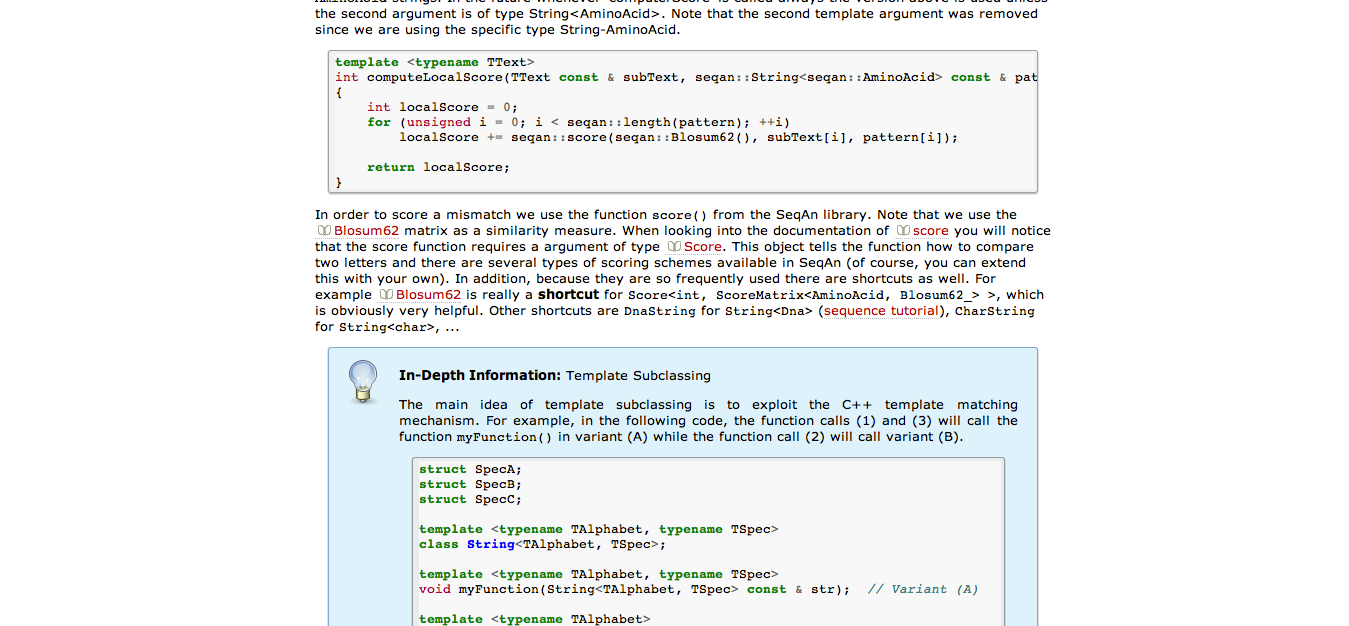 the second argument is of type String<AminoAcid>. Note that the second template argument was removed
since we are using the specific type String-AminoAcid.
template <typename TText>
int computeLocalScore(TText const & subText, seqan::String<seqan::AminoAcid> const & pat
{
    int localScore = 0;
    for (unsigned i = 0; i < seqan::length(pattern); ++i)
        localScore += seqan::score(seqan::Blosum62(), subText[i], pattern[i]);
    return localScore;
}
In order to score a mismatch we use the function score() from the SeqAn library. Note that we use the
Blosum62 matrix as a similarity measure. When looking into the documentation of score you will notice
that the score function requires a argument of type Score. This object tells the function how to compare
two letters and there are several types of scoring schemes available in SeqAn (of course, you can extend
this with your own). In addition, because they are so frequently used there are shortcuts as well. For
example Blosum62 is really a shortcut for Score<int, ScoreMatrix<AminoAcid, Blosum62_> >, which
is obviously very helpful. Other shortcuts are DnaString for String<Dna> (sequence tutorial), CharString
for String<char>, ...
In-Depth Information: Template Subclassing
The main idea of template subclassing is to exploit the C++ template matching
mechanism. For example, in the following code, the function calls (1) and (3) will call the
function myFunction() in variant (A) while the function call (2) will call variant (B).
struct SpecA;
struct SpecB;
struct SpecC;
template <typename TAlphabet, typename TSpec>
class String<TAlphabet, TSpec>;
template <typename TAlphabet, typename TSpec>
void myFunction(String<TAlphabet, TSpec> const & str);  // Variant (A)
template <typename TAlphabet>